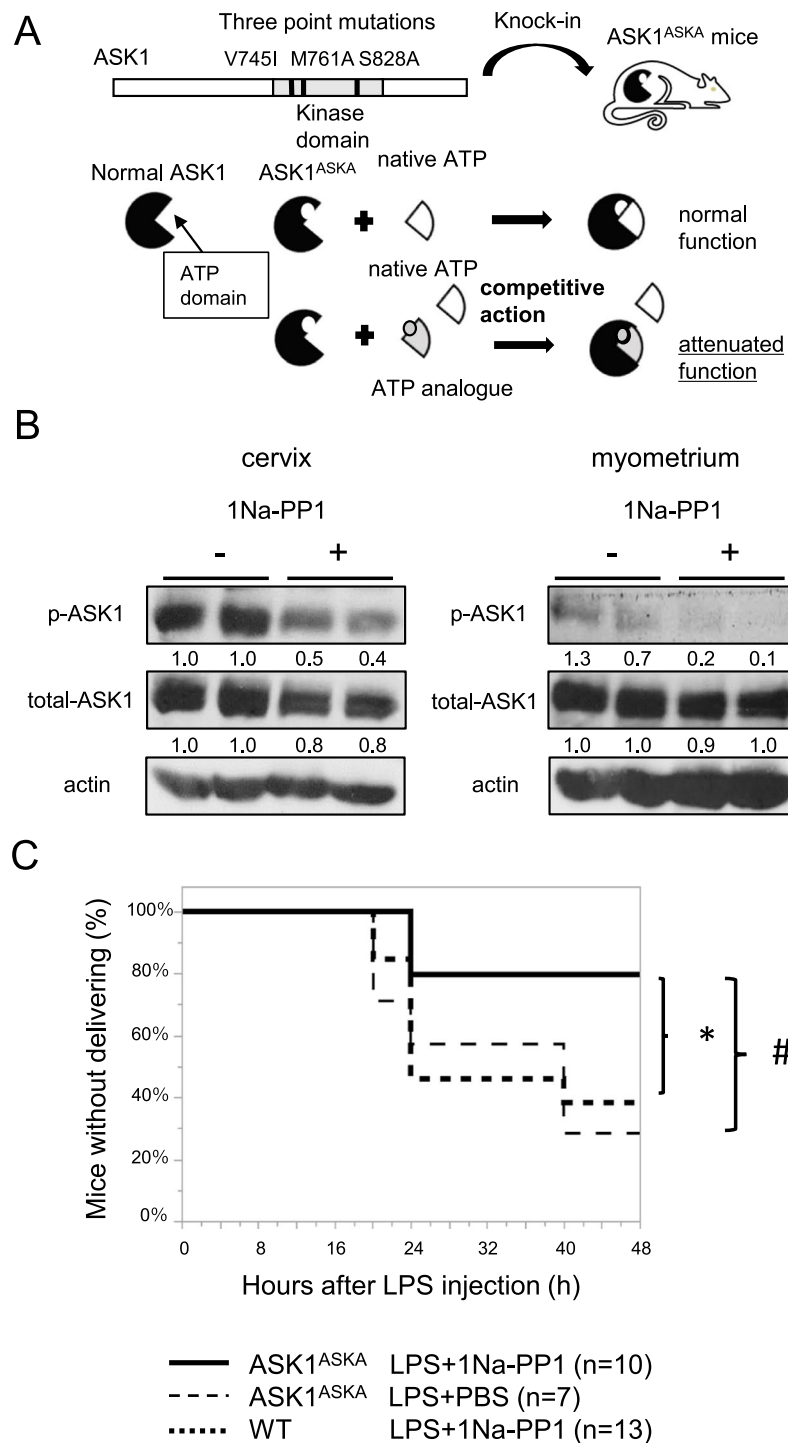 A
Three point mutations
Knock-in
ASK1ASKA mice
ASK1
V745I M761A S828A
Kinase domain
Normal ASK1
ASK1ASKA
native ATP
normal function
ATP domain
native ATP
competitive action
ATP analogue
attenuated function
B
cervix
1Na-PP1
- +
p-ASK1
1.0 1.0 0.5 0.4
total-ASK1
1.0 1.0 0.8 0.8
actin
myometrium
1Na-PP1
- +
p-ASK1
1.3 0.7 0.2 0.1
total-ASK1
1.0 1.0 0.9 1.0
actin
C
Mice without delivering (%)
100%
80%
60%
40%
20%
0%
0 8 16 24 32 40 48
Hours after LPS injection (h)
*
#
ASK1ASKA LPS+1Na-PP1 (n=10)
ASK1ASKA LPS+PBS (n=7)
WT LPS+1Na-PP1 (n=13)